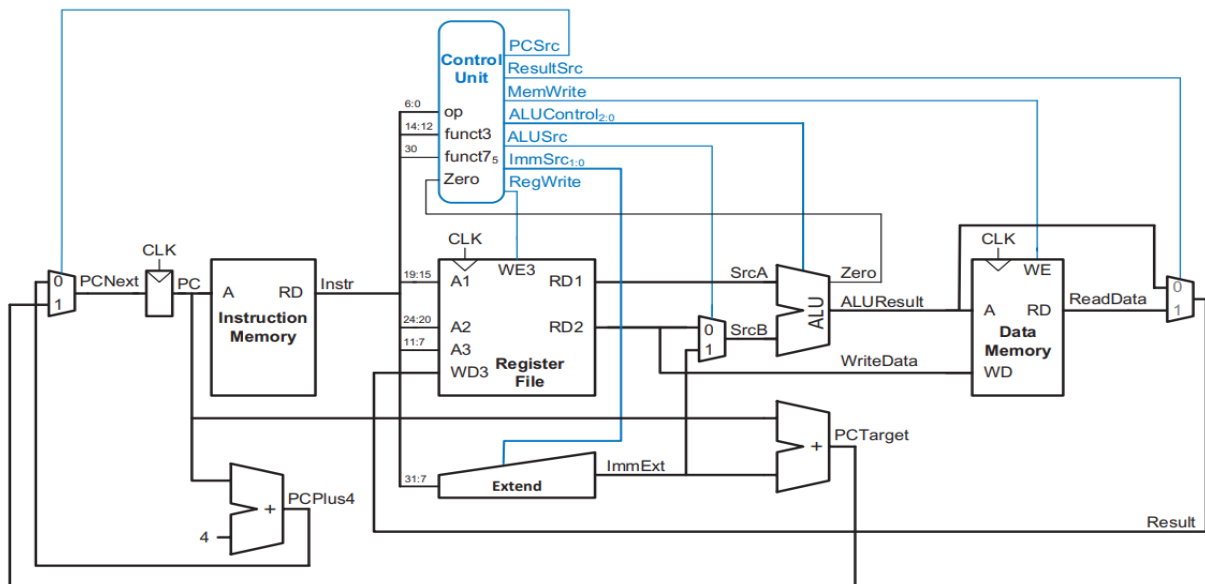 PCSrc
Control
Unit
ResultSrc
MemWrite
ALUControl2:0
ALUSrc
ImmSrc1:0
RegWrite
6:0
op
14:12
funct3
30
funct75
Zero
CLK
0
1
PCNext
PC
A
RD
Instr
Instruction
Memory
CLK
19:15
A1
WE3
RD1
24:20
A2
RD2
11:7
A3
WD3
Register
File
SrcA
0
1
SrcB
ALU
Zero
ALUResult
WriteData
CLK
WE
A
RD
Data
Memory
WD
ReadData
0
1
31:7
Extend
ImmExt
+
PCTarget
4
+
PCPlus4
Result